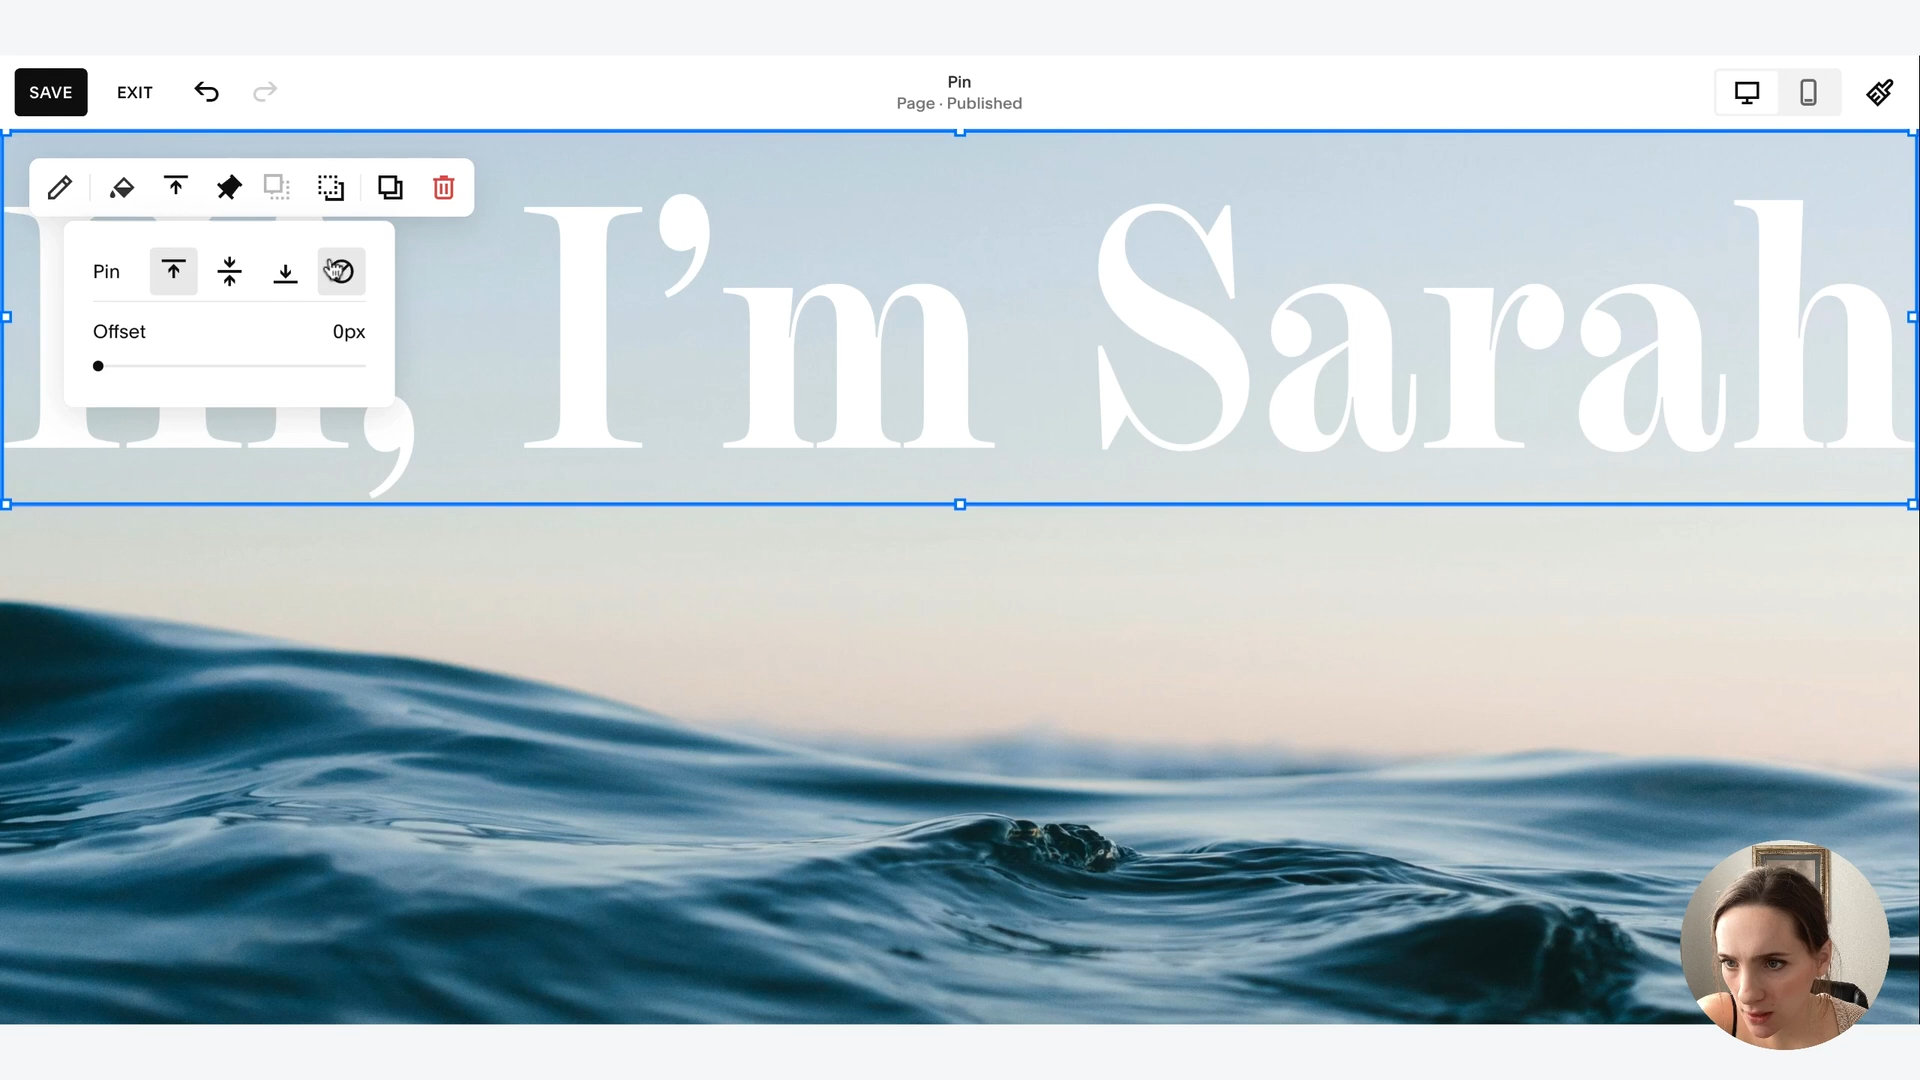 SAVE
EXIT
Pin
Page · Published
Pin
Offset
0px
I’m Sarah